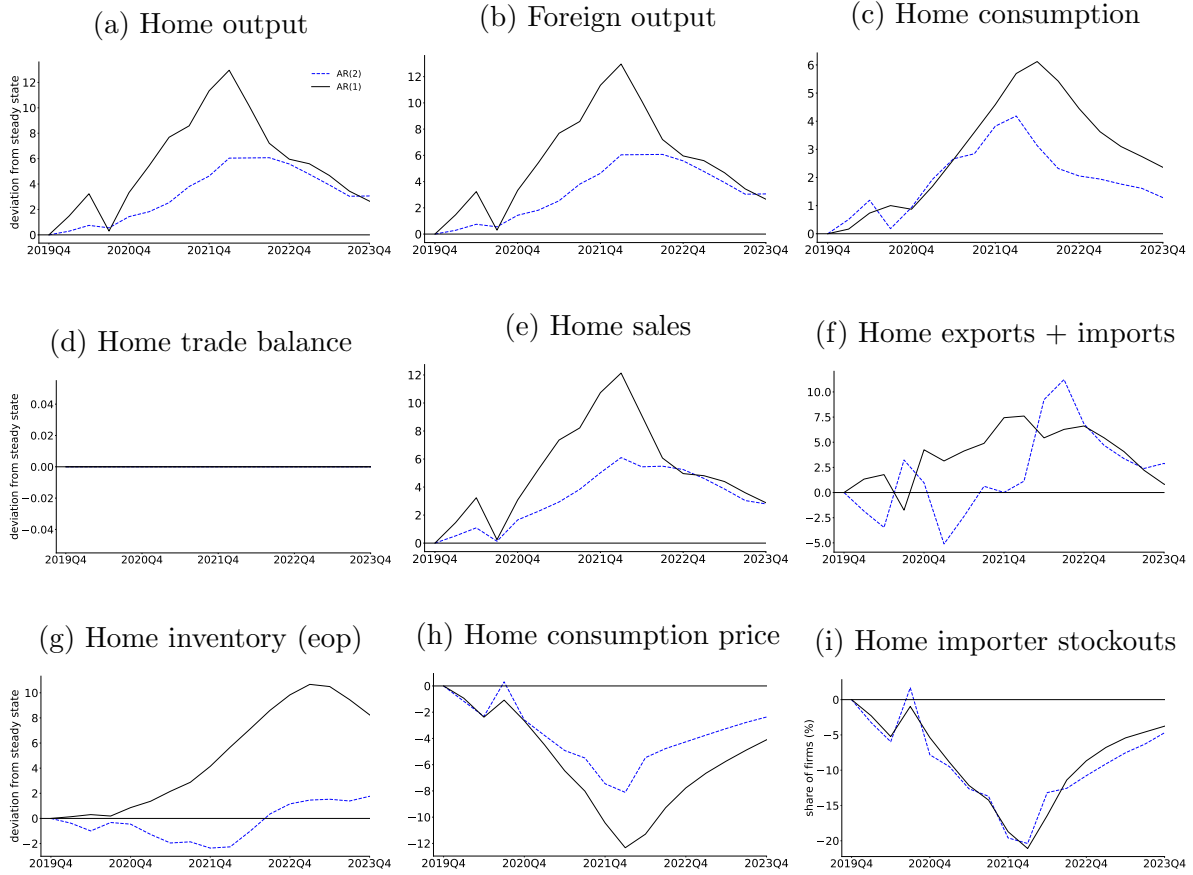 (a) Home output
(b) Foreign output
(c) Home consumption
deviation from steady state
12
10
8
6
4
2
0
AR(2)
AR(1)
2019Q4 2020Q4 2021Q4 2022Q4 2023Q4
14
12
10
8
6
4
2
0
2019Q4 2020Q4 2021Q4 2022Q4 2023Q4
6
5
4
3
2
1
0
2019Q4 2020Q4 2021Q4 2022Q4 2023Q4
(d) Home trade balance
(e) Home sales
(f) Home exports + imports
deviation from steady state
0.04
0.02
0.00
−0.02
−0.04
2019Q4 2020Q4 2021Q4 2022Q4 2023Q4
12
10
8
6
4
2
0
2019Q4 2020Q4 2021Q4 2022Q4 2023Q4
10.0
7.5
5.0
2.5
0.0
−2.5
−5.0
2019Q4 2020Q4 2021Q4 2022Q4 2023Q4
(g) Home inventory (eop)
(h) Home consumption price
(i) Home importer stockouts
deviation from steady state
10
8
6
4
2
0
−2
2019Q4 2020Q4 2021Q4 2022Q4 2023Q4
0
−2
−4
−6
−8
−10
−12
2019Q4 2020Q4 2021Q4 2022Q4 2023Q4
share of firms (%)
0
−5
−10
−15
−20
2019Q4 2020Q4 2021Q4 2022Q4 2023Q4